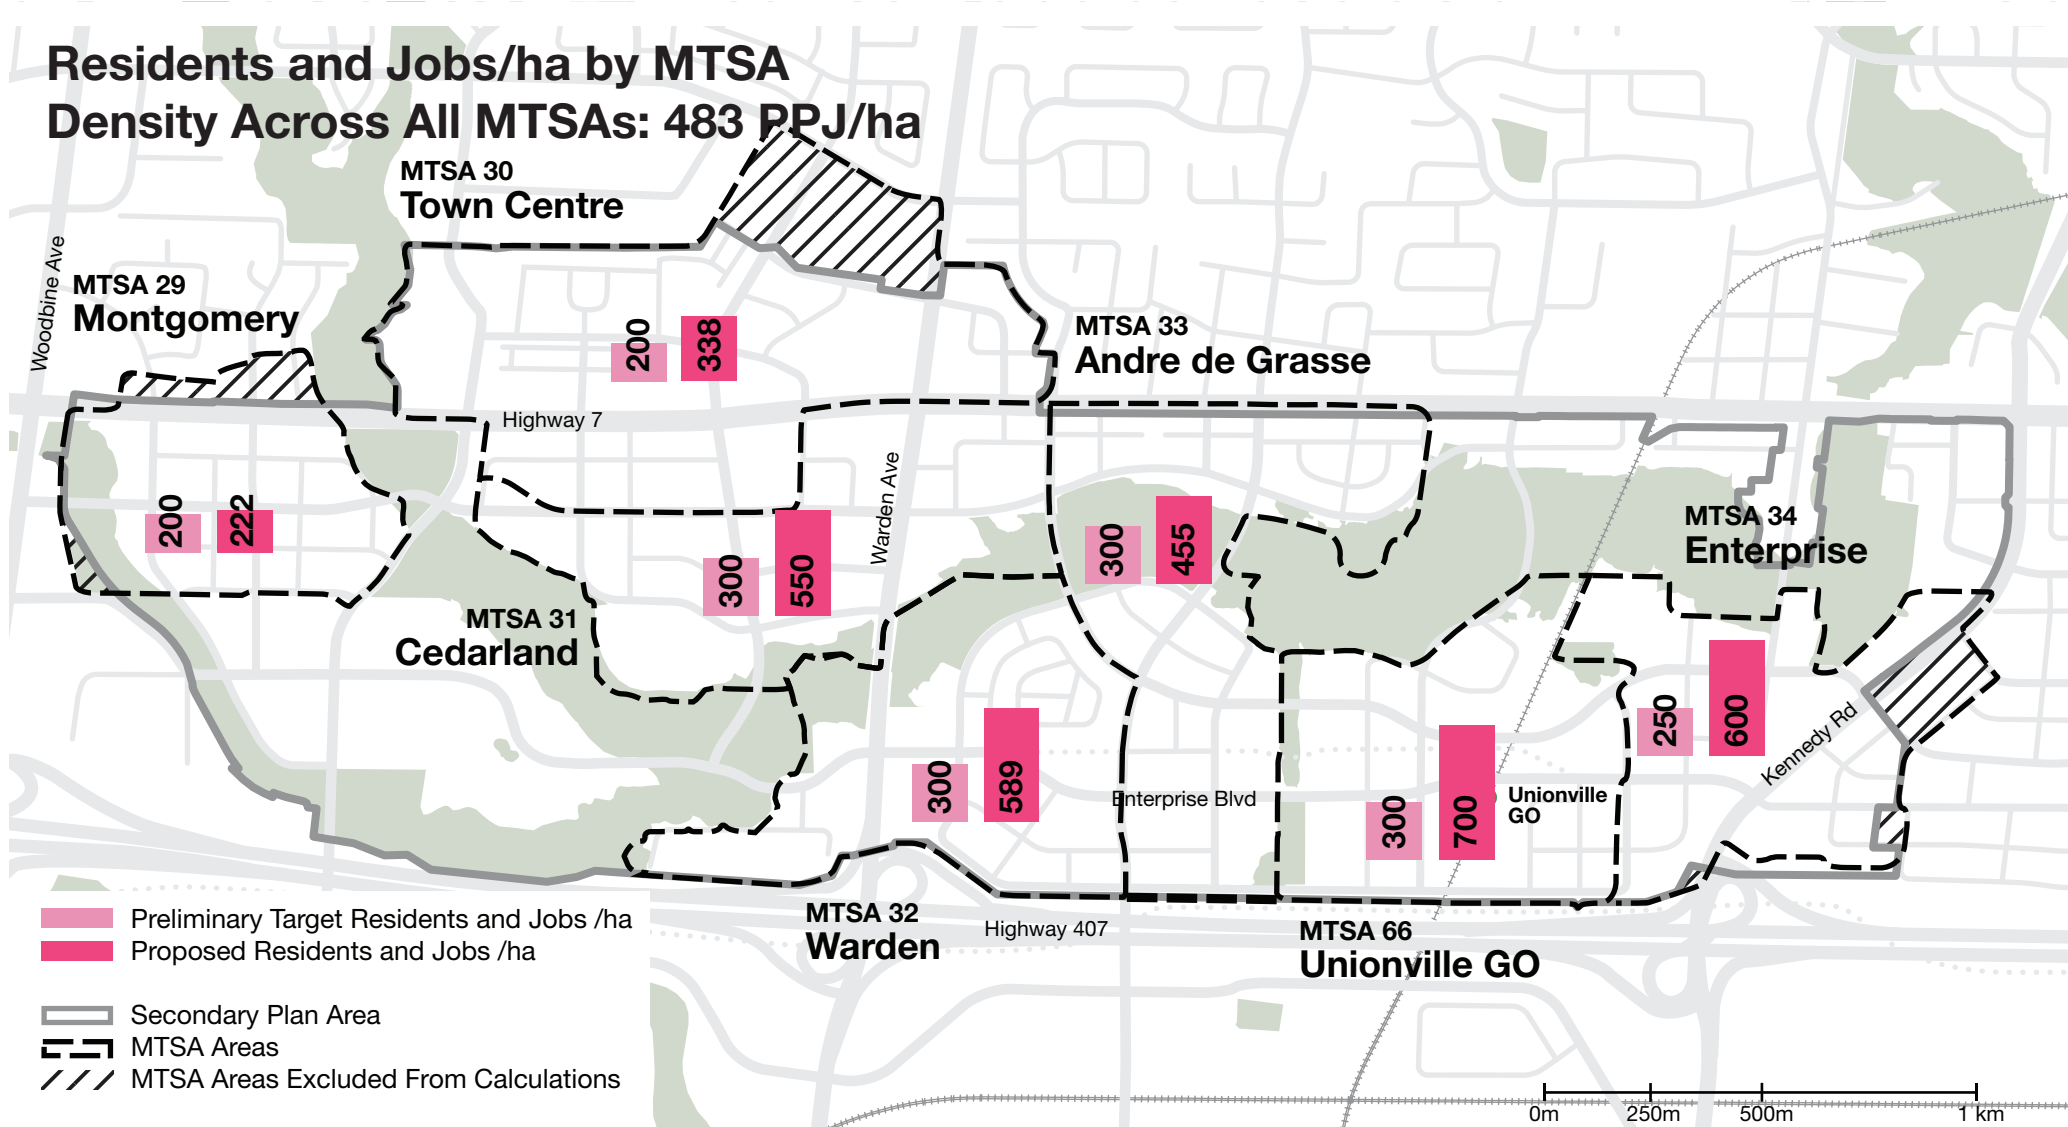 Residents and Jobs/ha by MTSA
Density Across All MTSAs: 483 PPJ/ha
MTSA 30
Town Centre
Woodbine Ave
MTSA 29
Montgomery
200
338
MTSA 33
Andre de Grasse
Highway 7
Warden Ave
200
222
300
550
300
455
MTSA 34
Enterprise
MTSA 31
Cedarland
250
600
Kennedy Rd
300
589
Enterprise Blvd
300
700
Unionville
GO
MTSA 32
Warden
Highway 407
MTSA 66
Unionville GO
Preliminary Target Residents and Jobs /ha
Proposed Residents and Jobs /ha
Secondary Plan Area
MTSA Areas
MTSA Areas Excluded From Calculations
0m 250m 500m 1 km